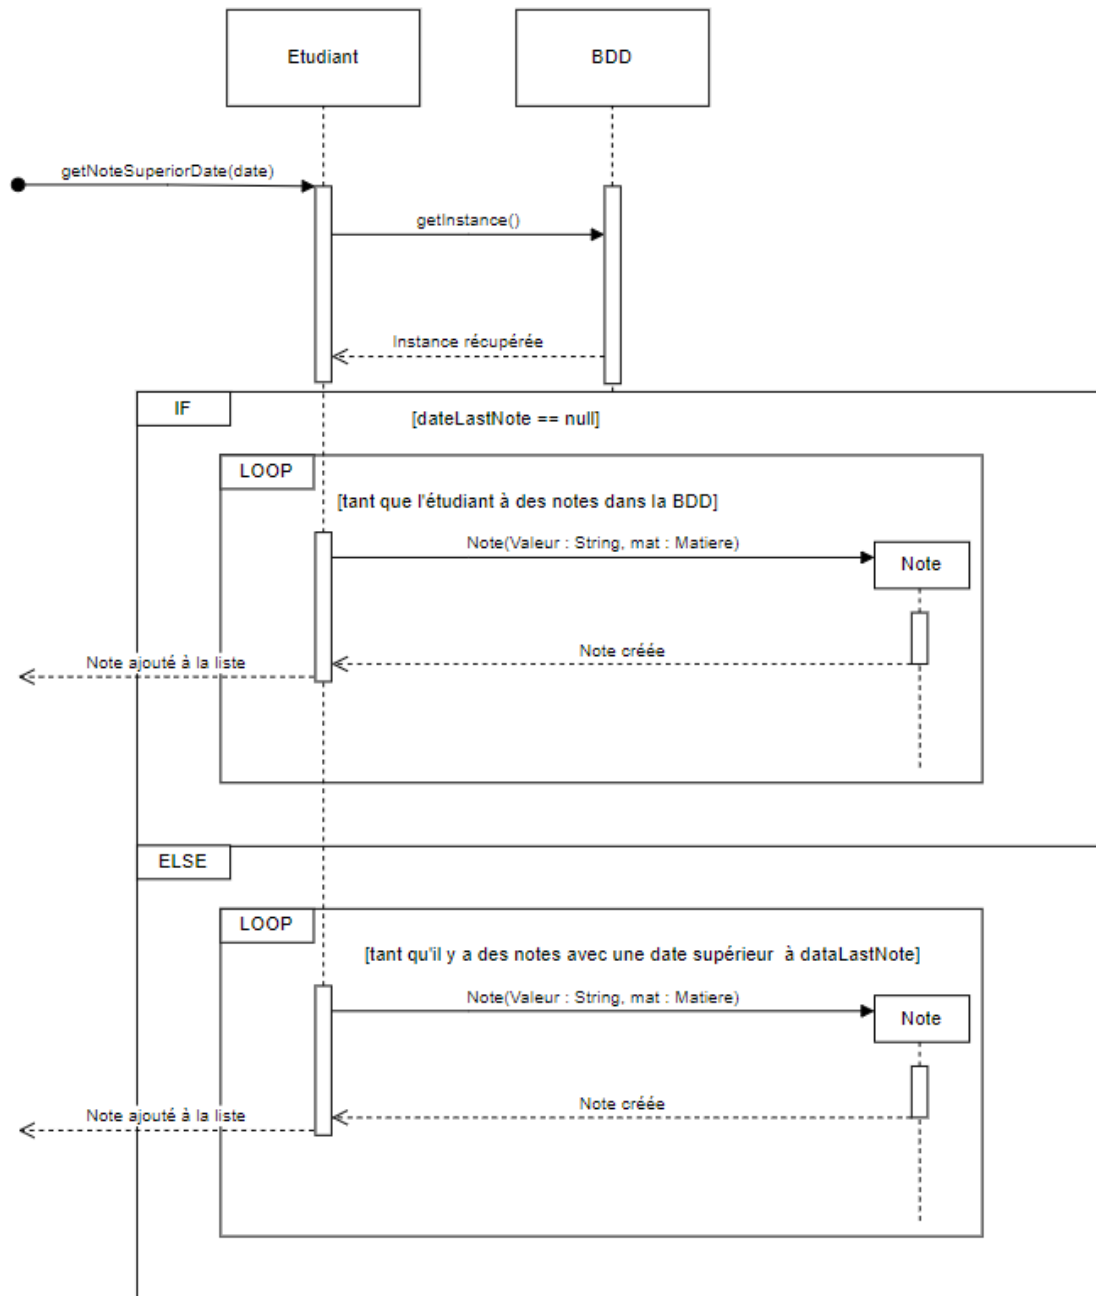 Etudiant
BDD
getNoteSuperiorDate(date)
getInstance()
Instance récupérée
IF
[dateLastNote == null]
LOOP
[tant que l'étudiant à des notes dans la BDD]
Note(Valeur : String, mat : Matiere)
Note
Note créée
Note ajouté à la liste
ELSE
LOOP
[tant qu'il y a des notes avec une date supérieur à dataLastNote]
Note(Valeur : String, mat : Matiere)
Note
Note créée
Note ajouté à la liste